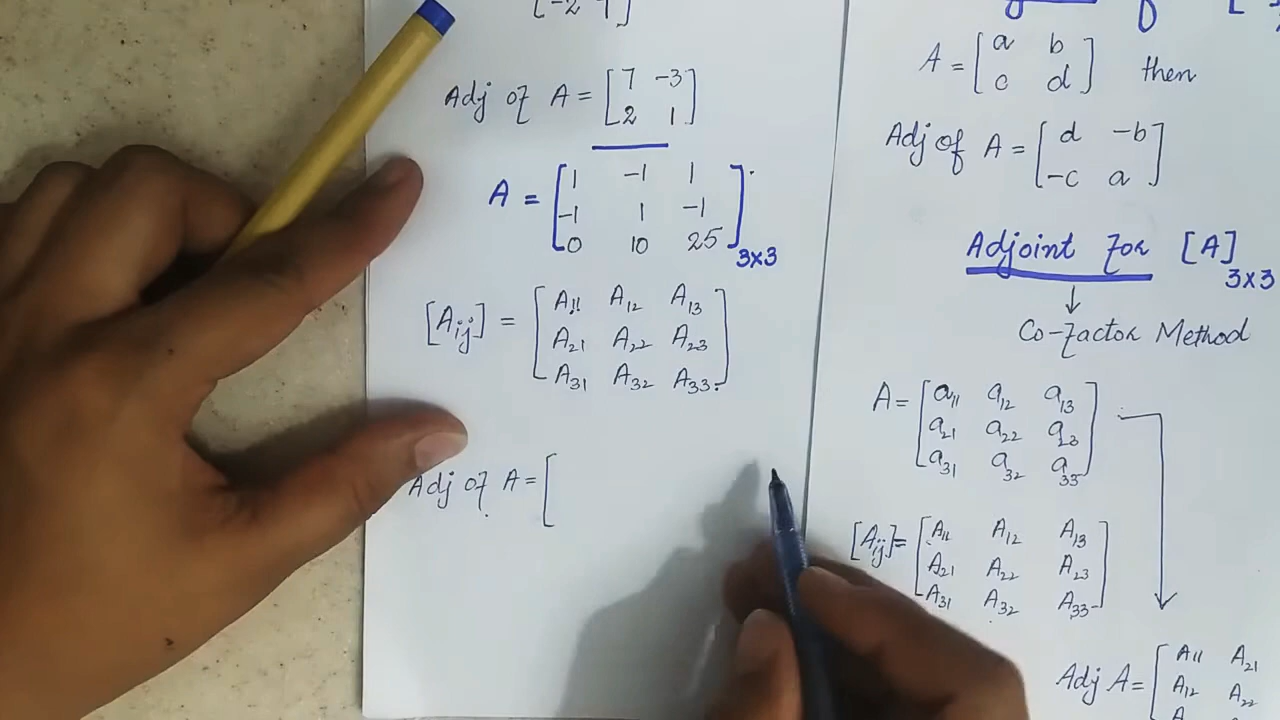 [-2 1]
Adj of A = [7 -3
2 1]
A = [1 -1 1
-1 1 -1
0 10 25] 3x3
[Aij] = [A11 A12 A13
A21 A22 A23
A31 A32 A33]
Adj of A = [
A = [a b
c d] then
Adj of A = [d -b
-c a]
Adjoint for [A] 3x3
↓
Co-factor Method
A = [a11 a12 a13
a21 a22 a23
a31 a32 a33]
[Aij] = [A11 A12 A13
A21 A22 A23
A31 A32 A33]
Adj A = [A11 A21
A12 A22